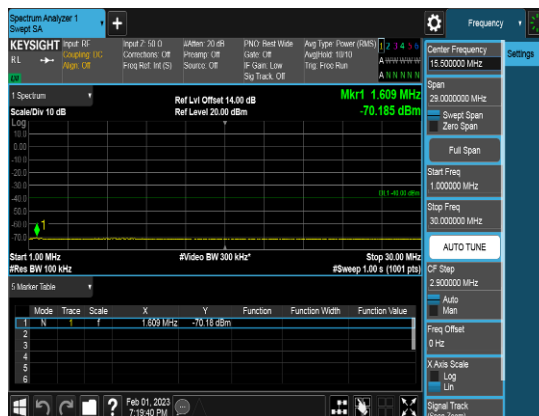 Spectrum Analyzer 1
Swept SA
Frequency
KEYSIGHT
RL
Input: RF
Coupling: DC
Align: Off
Input Z: 50 Ω
Corrections: Off
Freq Ref: Int (S)
#Atten: 20 dB
Preamp: Off
Source: Off
PNO: Best Wide
Gate: Off
IF Gain: Low
Sig Track: Off
Avg Type: Power (RMS)
Avg|Hold: 10/10
Trig: Free Run
1 2 3 4 5 6
A W W W W W
A N N N N N
1 Spectrum
Scale/Div 10 dB
Log
Ref Lvl Offset 14.00 dB
Ref Level 20.00 dBm
Mkr1 1.609 MHz
-70.185 dBm
10.0
0.00
-10.0
-20.0
-30.0
-40.0
-50.0
-60.0
-70.0
DL1 -40.00 dBm
1
Start 1.00 MHz
#Res BW 100 kHz
#Video BW 300 kHz*
Stop 30.00 MHz
#Sweep 1.00 s (1001 pts)
5 Marker Table
Mode Trace Scale X Y Function Function Width Function Value
1 N 1 f 1.609 MHz -70.18 dBm
2
3
4
5
6
Feb 01, 2023
7:19:40 PM
Center Frequency
15.500000 MHz
Settings
Span
29.0000000 MHz
Swept Span
Zero Span
Full Span
Start Freq
1.000000 MHz
Stop Freq
30.000000 MHz
AUTO TUNE
CF Step
2.900000 MHz
Auto
Man
Freq Offset
0 Hz
X Axis Scale
Log
Lin
Signal Track
(Span Zoom)